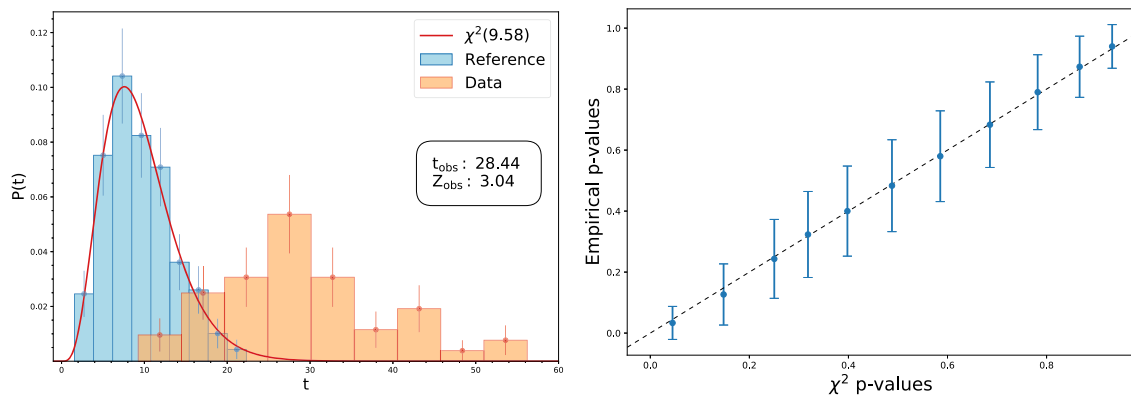 0.12
0.10
0.08
0.06
0.04
0.02
P(t)
χ²(9.58)
Reference
Data
t_obs : 28.44
Z_obs : 3.04
0 10 20 30 40 50 60
t
1.0
0.8
0.6
0.4
0.2
0.0
Empirical p-values
0.0 0.2 0.4 0.6 0.8
χ² p-values